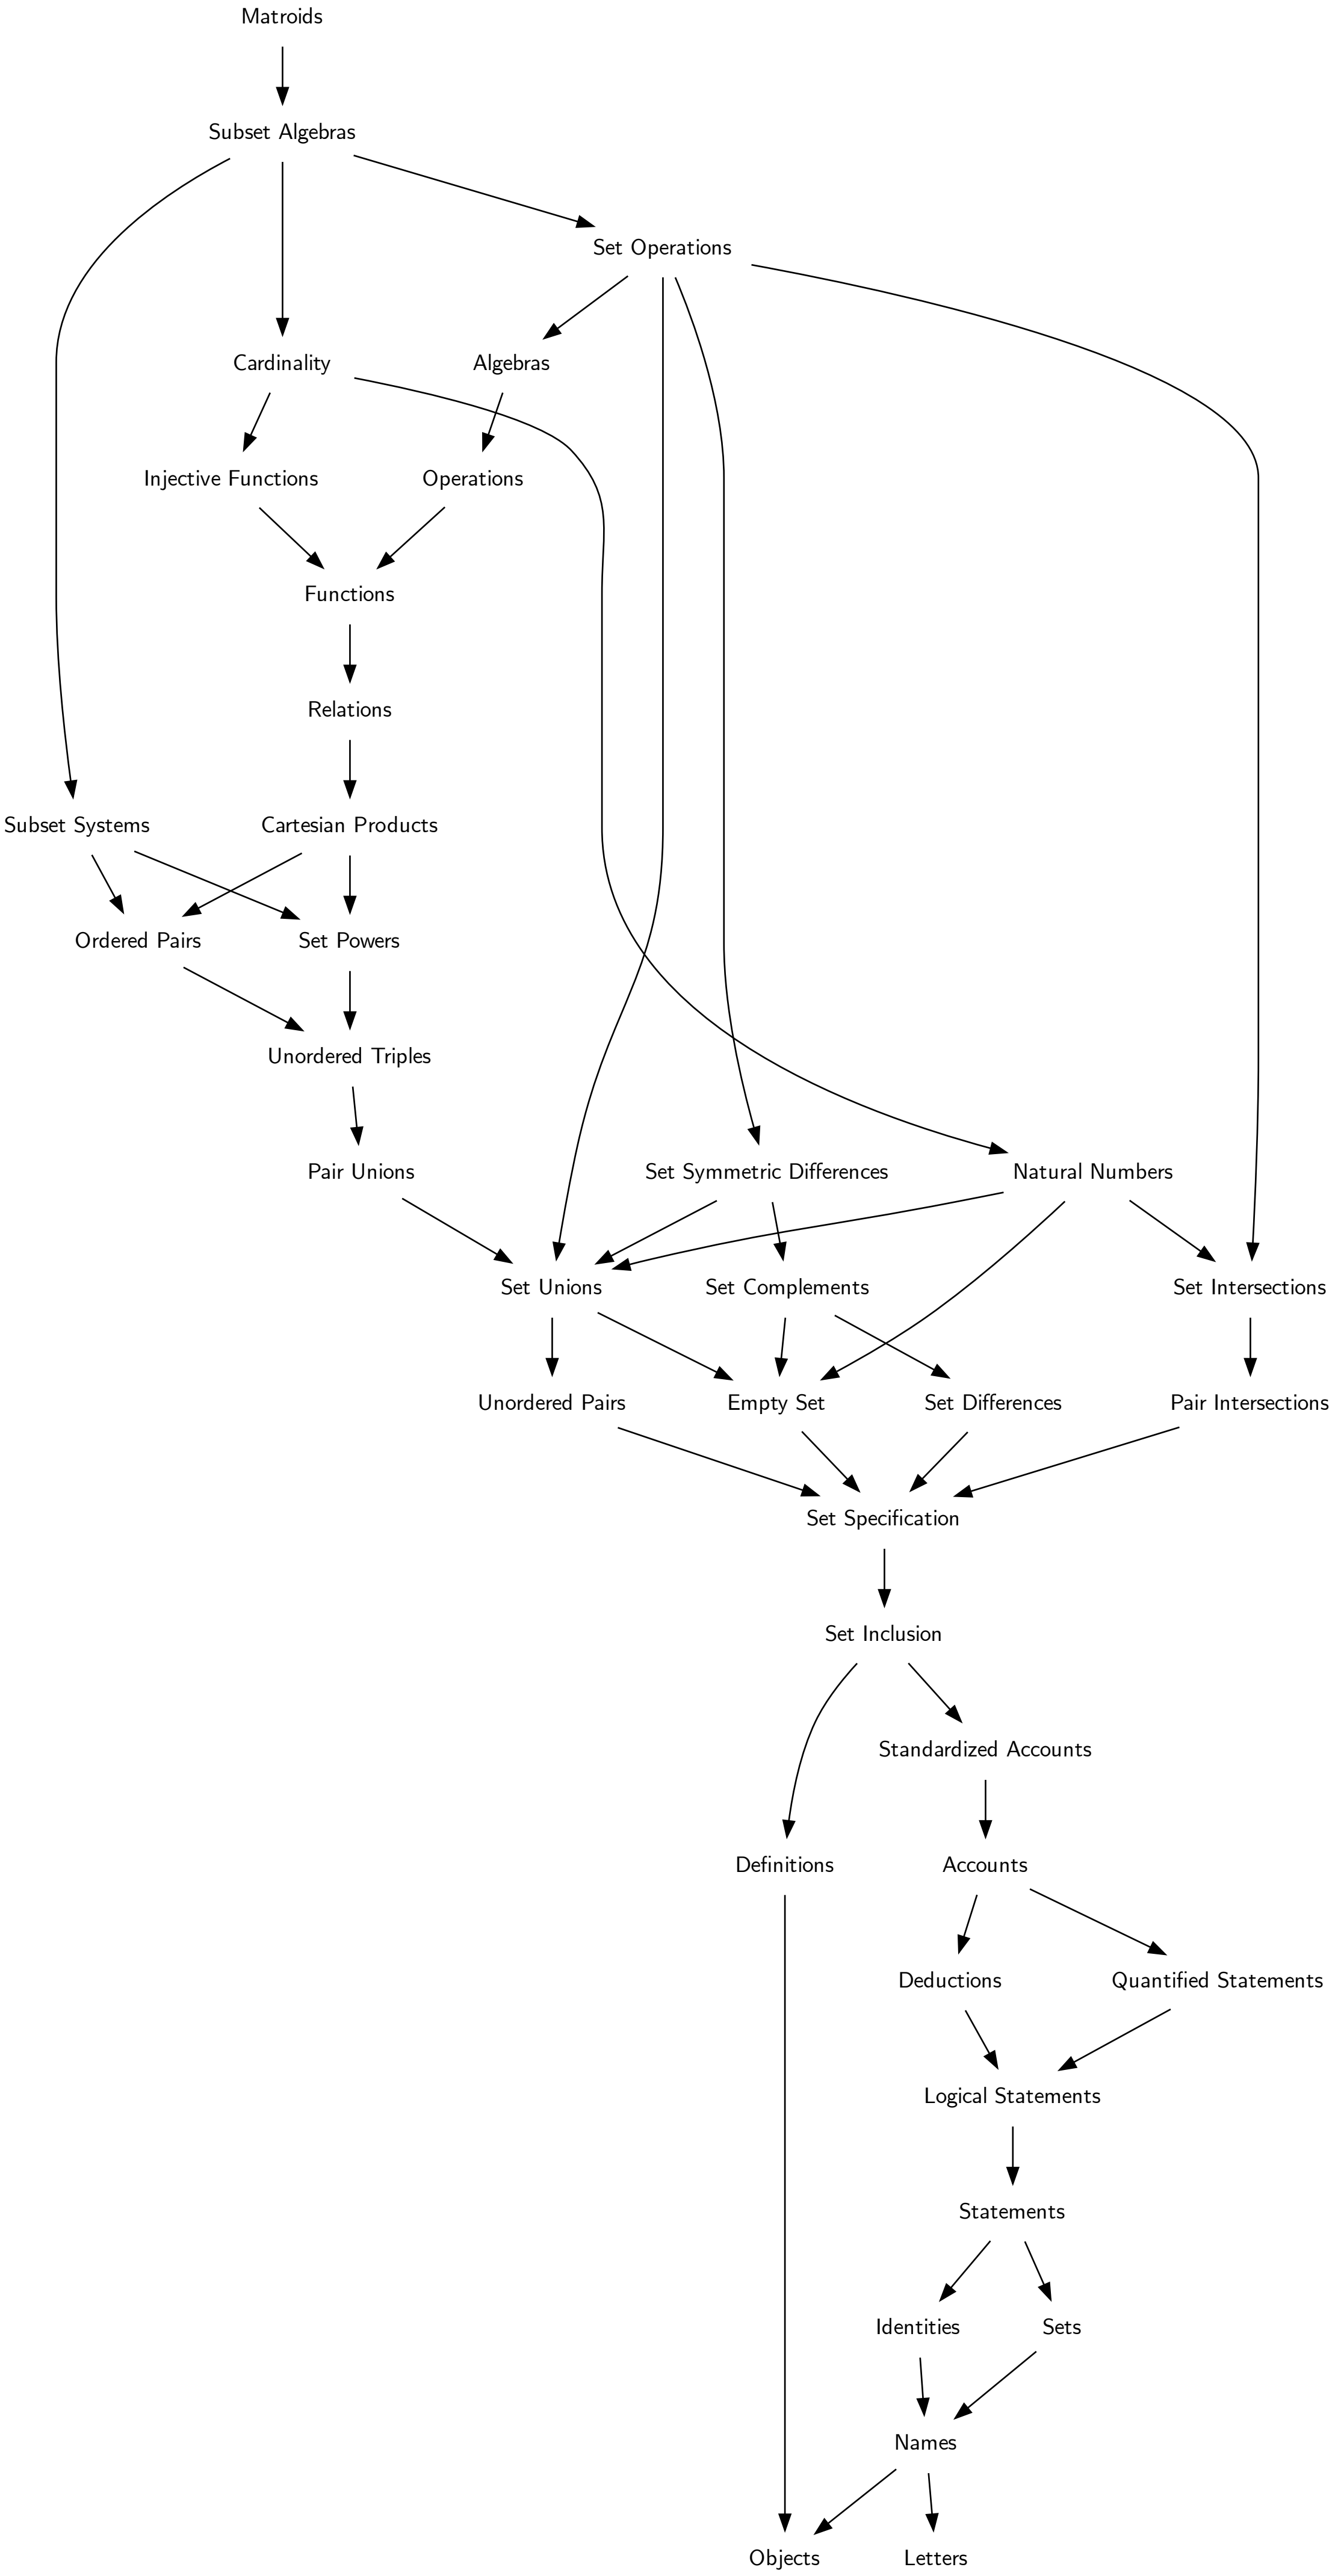 Matroids
Subset Algebras
Set Operations
Cardinality
Algebras
Injective Functions
Operations
Functions
Relations
Subset Systems
Cartesian Products
Ordered Pairs
Set Powers
Unordered Triples
Pair Unions
Set Symmetric Differences
Natural Numbers
Set Unions
Set Complements
Set Intersections
Unordered Pairs
Empty Set
Set Differences
Pair Intersections
Set Specification
Set Inclusion
Standardized Accounts
Definitions
Accounts
Deductions
Quantified Statements
Logical Statements
Statements
Identities
Sets
Names
Objects
Letters